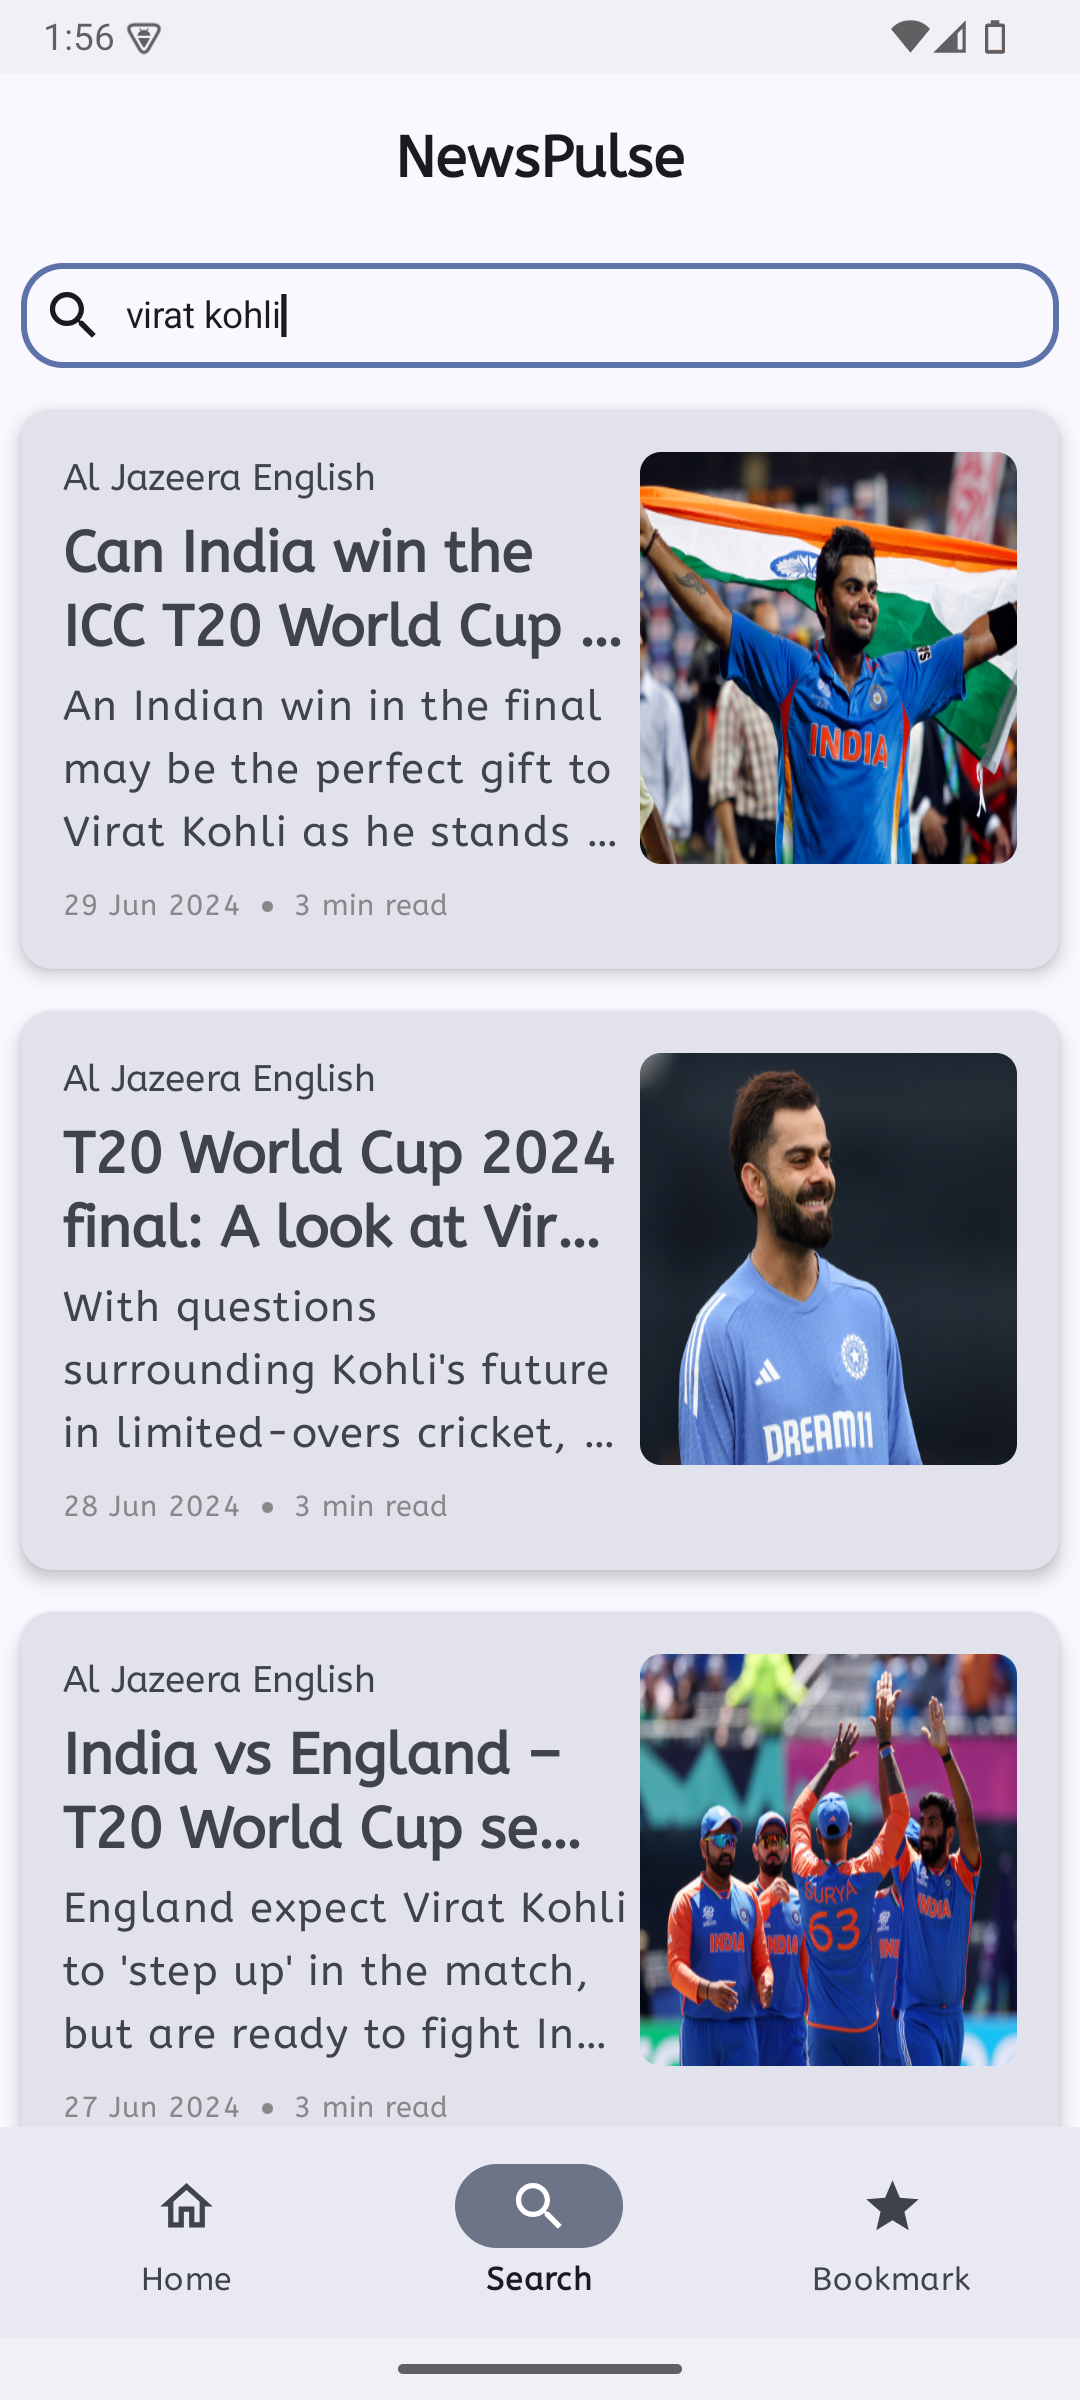 1:56
NewsPulse
virat kohli
Al Jazeera English
Can India win the
ICC T20 World Cup ...
An Indian win in the final
may be the perfect gift to
Virat Kohli as he stands ...
29 Jun 2024 • 3 min read
INDIA
Al Jazeera English
T20 World Cup 2024
final: A look at Vir...
With questions
surrounding Kohli's future
in limited-overs cricket, ...
28 Jun 2024 • 3 min read
DREAM11
Al Jazeera English
India vs England –
T20 World Cup se...
England expect Virat Kohli
to 'step up' in the match,
but are ready to fight In...
27 Jun 2024 • 3 min read
SURYA
63
INDIA
INDIA
INDIA
Home
Search
Bookmark